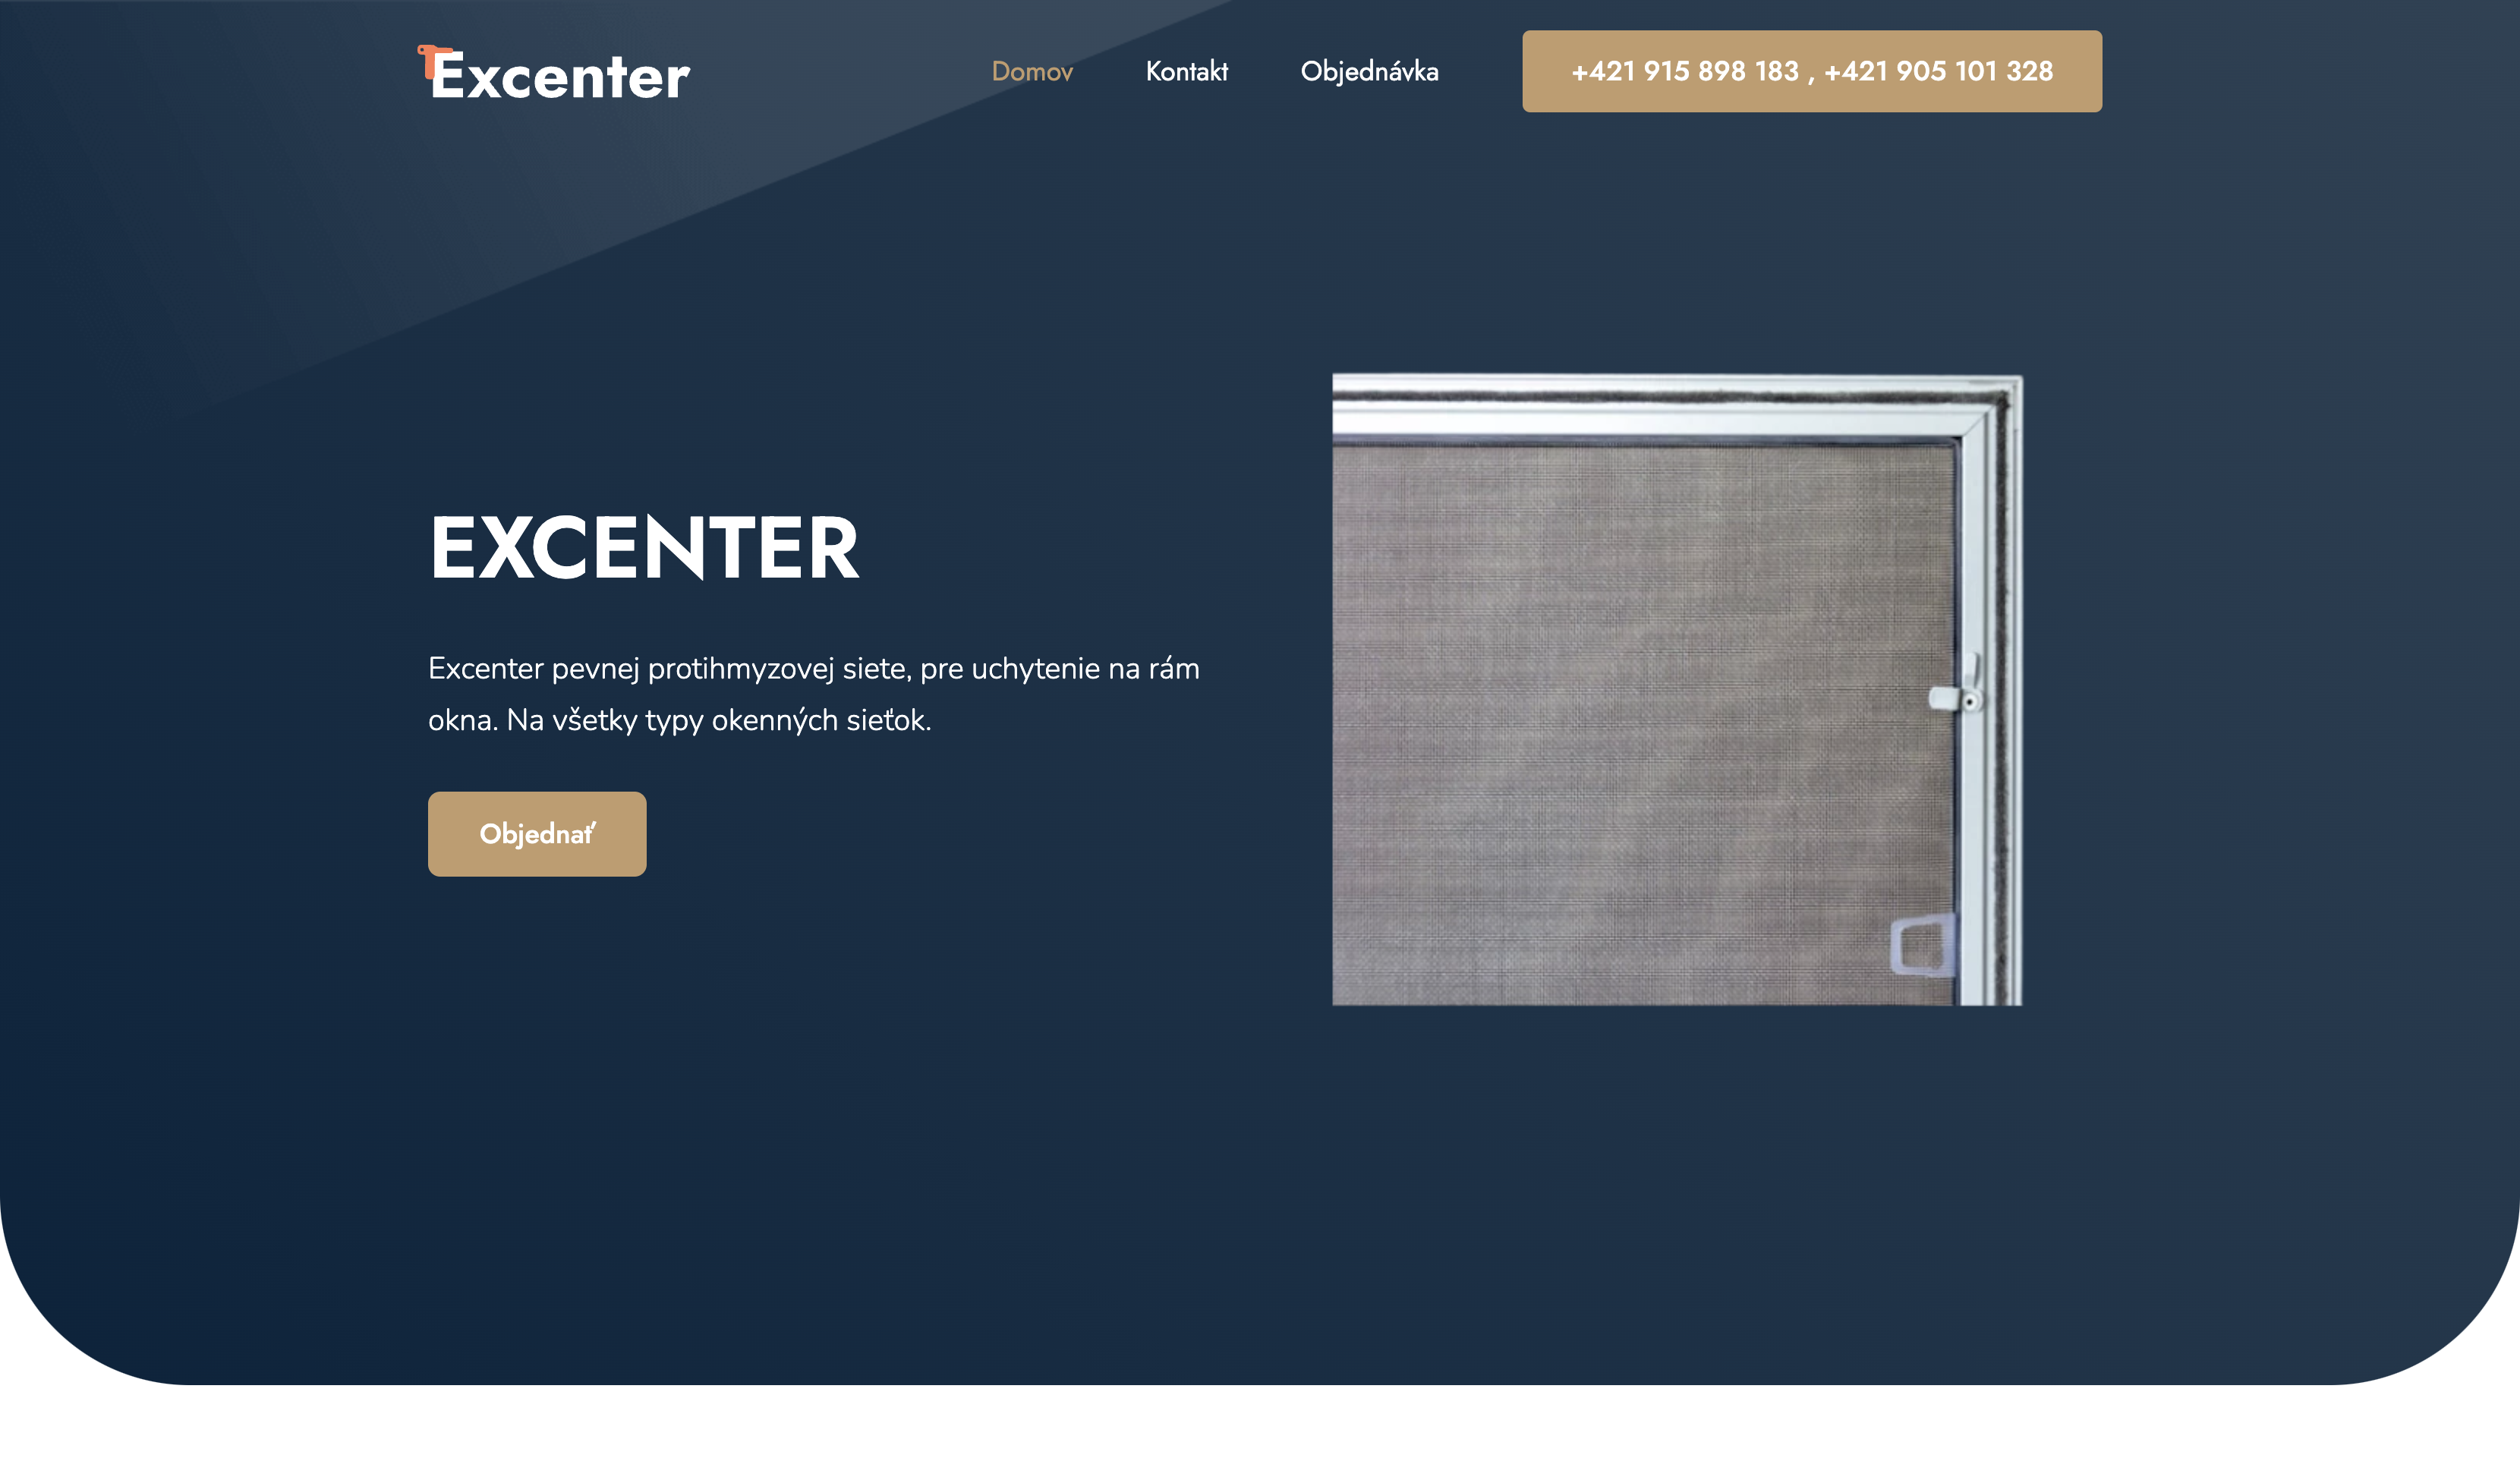 Excenter
Domov
Kontakt
Objednávka
+421 915 898 183 , +421 905 101 328
EXCENTER
Excenter pevnej protihmyzovej siete, pre uchytenie na rám
okna. Na všetky typy okenných sieťok.
Objednať